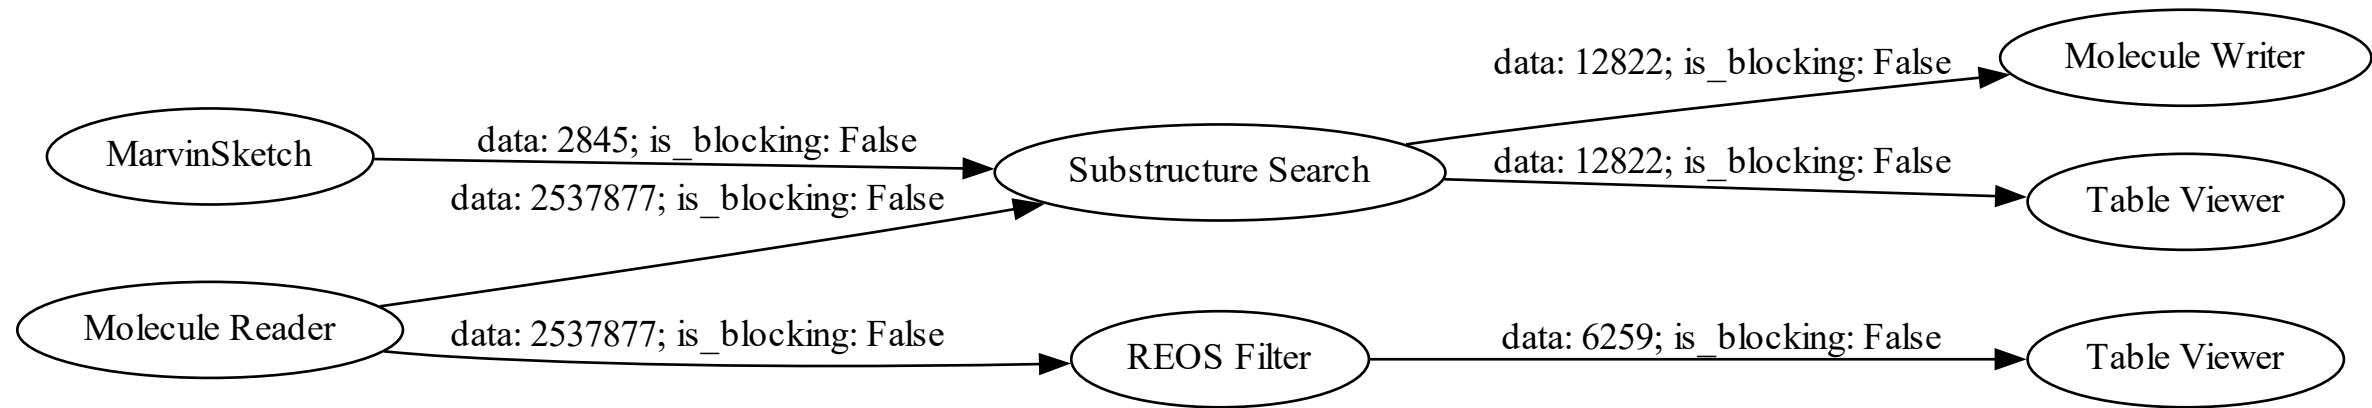 data: 12822; is_blocking: False
Molecule Writer
MarvinSketch
data: 2845; is_blocking: False
Substructure Search
data: 12822; is_blocking: False
Table Viewer
data: 2537877; is_blocking: False
Molecule Reader
data: 2537877; is_blocking: False
REOS Filter
data: 6259; is_blocking: False
Table Viewer